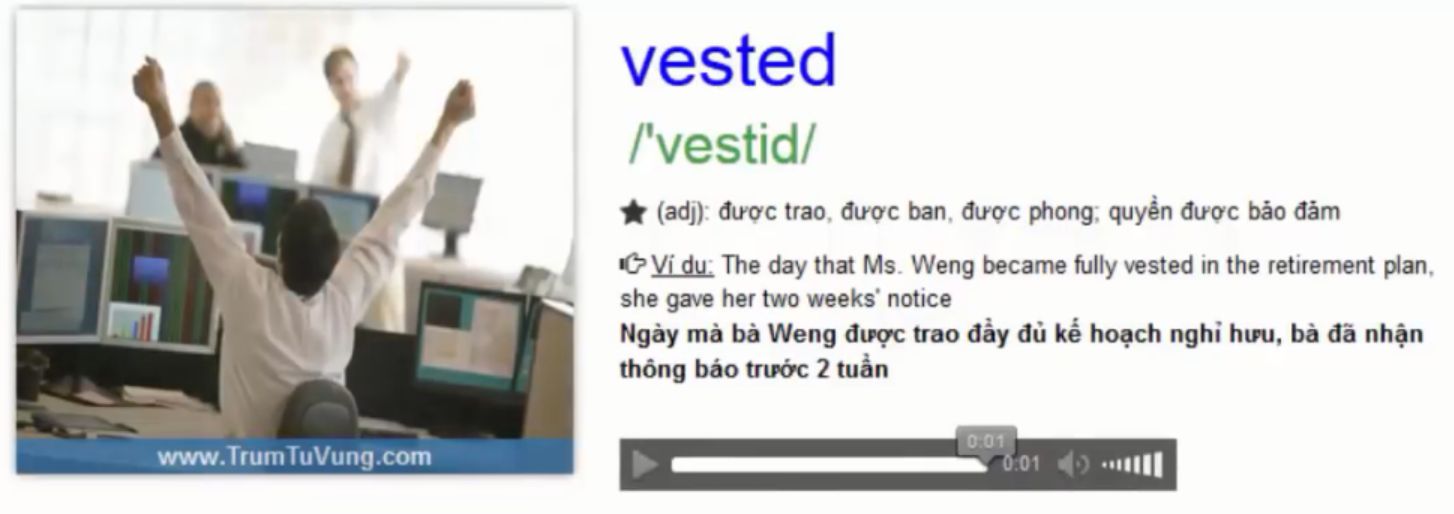 vested
/'vestid/
★ (adj): được trao, được ban, được phong; quyền được bảo đảm
Ví du: The day that Ms. Weng became fully vested in the retirement plan,
she gave her two weeks' notice
Ngày mà bà Weng được trao đầy đủ kế hoạch nghỉ hưu, bà đã nhận
thông báo trước 2 tuần
www.TrumTuVung.com
0:01
0:01